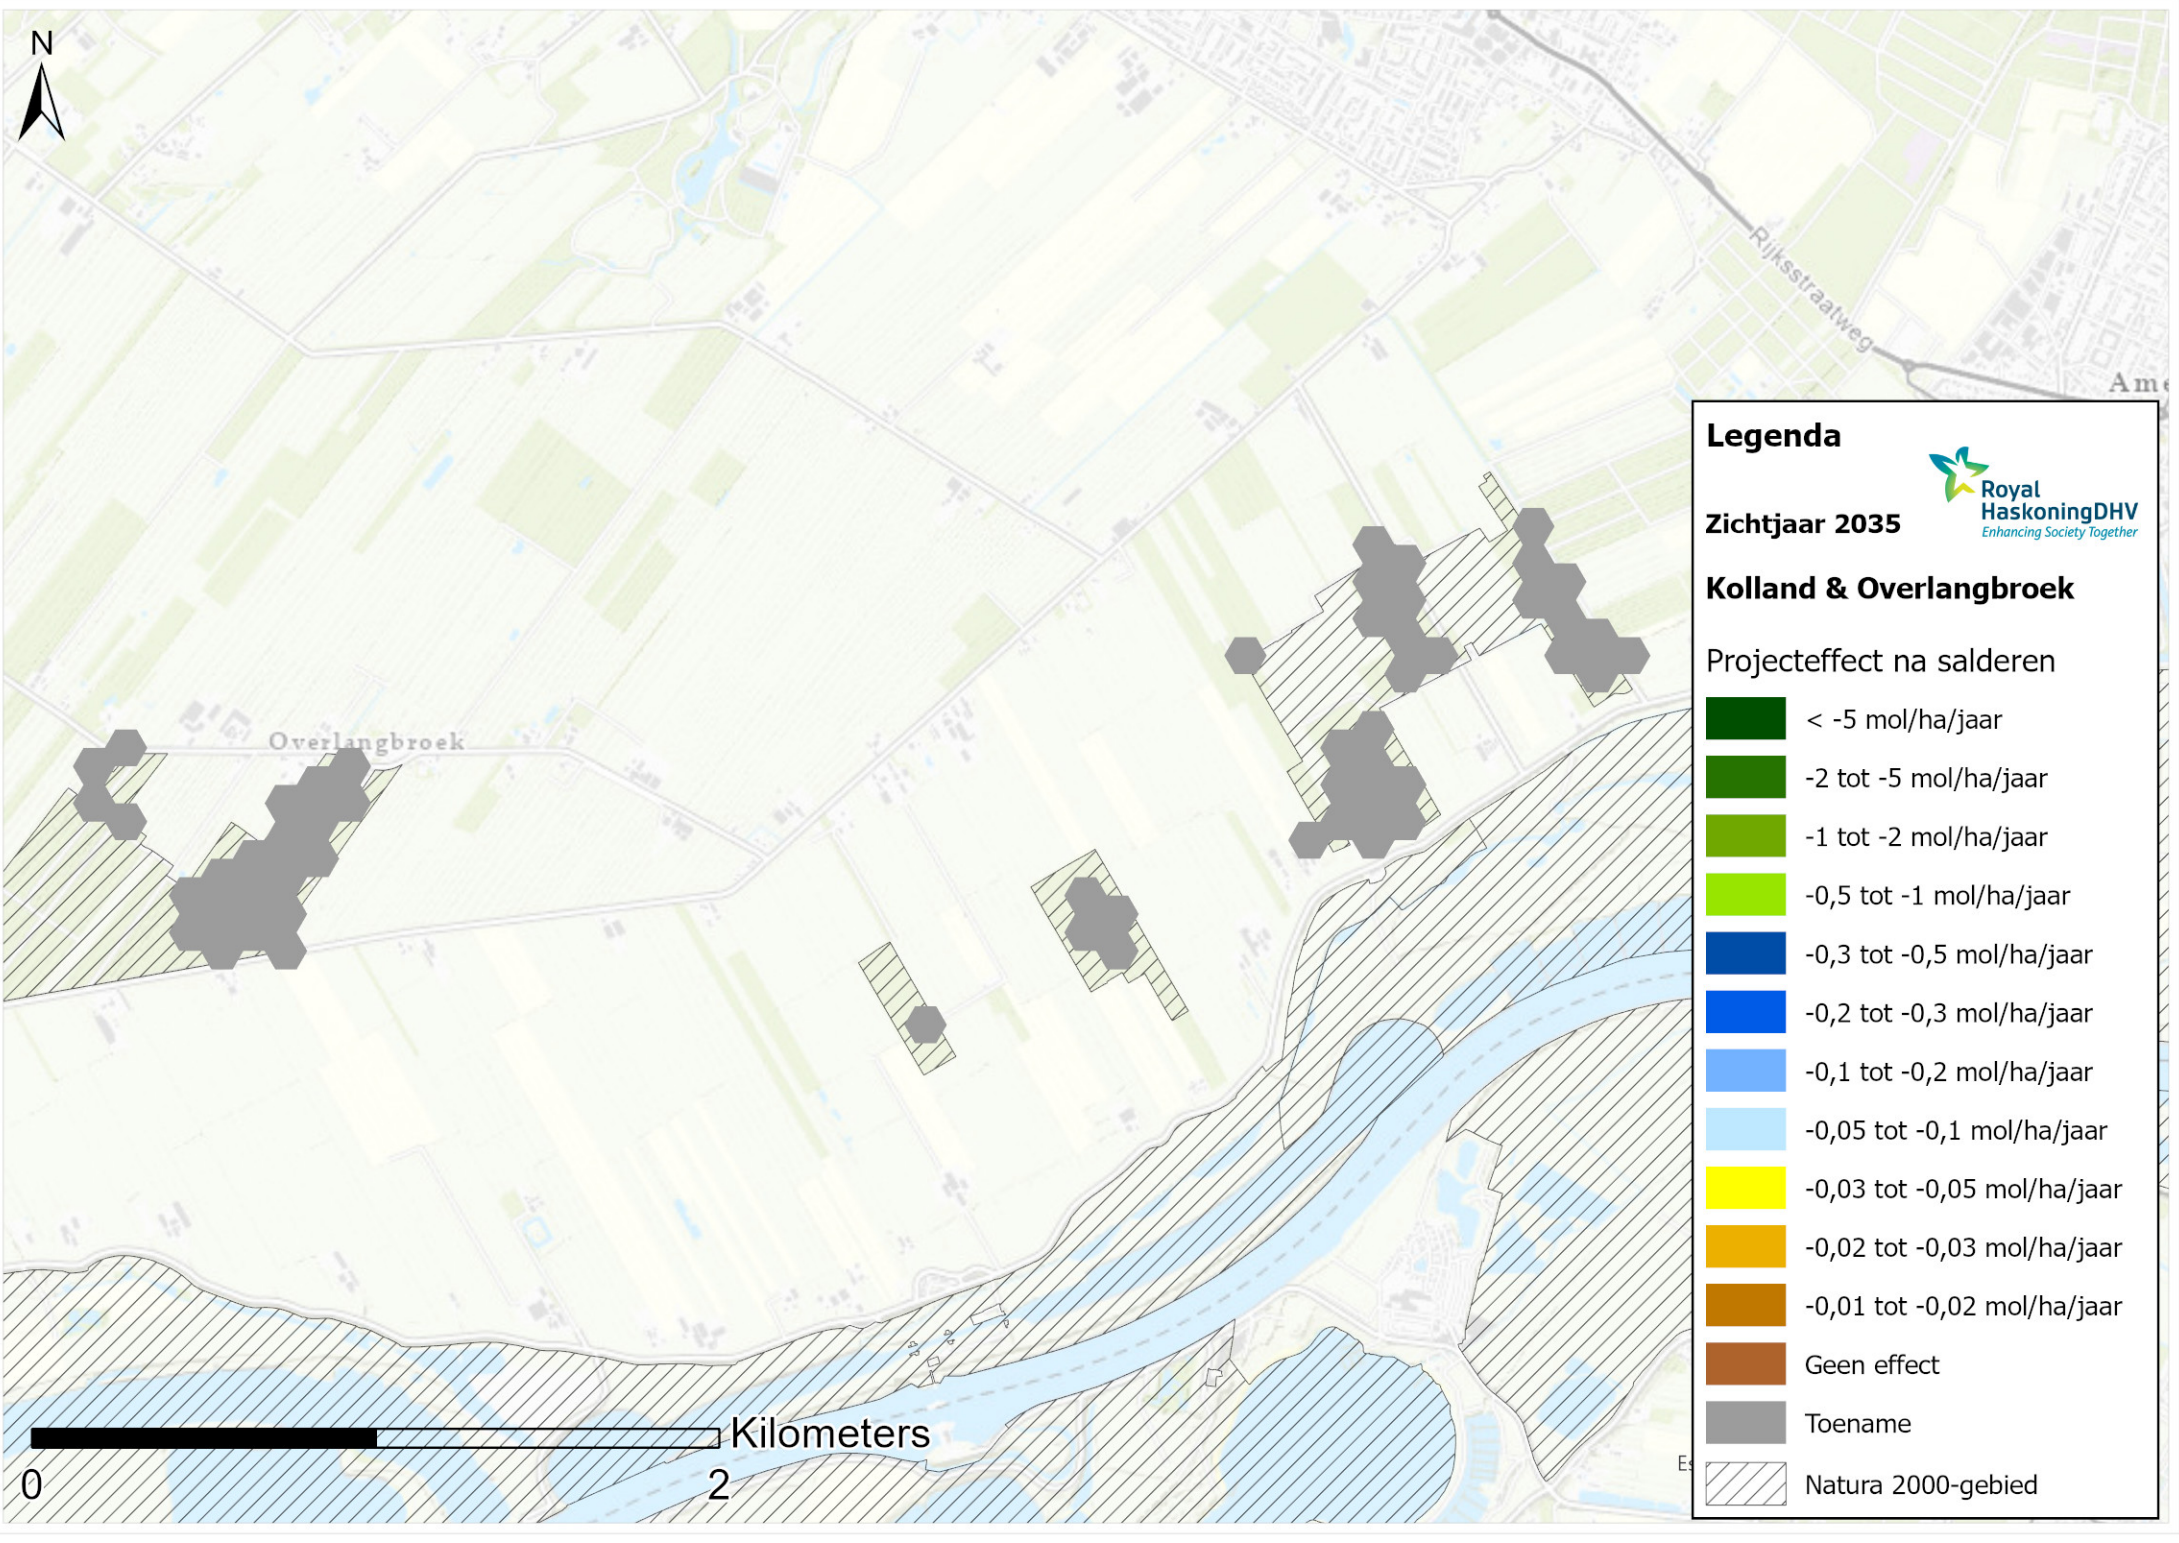 N
Rijksstraatweg
Ame
Overlangbroek
Legenda
Royal
HaskoningDHV
Enhancing Society Together
Zichtjaar 2035
Kolland & Overlangbroek
Projecteffect na salderen
< -5 mol/ha/jaar
-2 tot -5 mol/ha/jaar
-1 tot -2 mol/ha/jaar
-0,5 tot -1 mol/ha/jaar
-0,3 tot -0,5 mol/ha/jaar
-0,2 tot -0,3 mol/ha/jaar
-0,1 tot -0,2 mol/ha/jaar
-0,05 tot -0,1 mol/ha/jaar
-0,03 tot -0,05 mol/ha/jaar
-0,02 tot -0,03 mol/ha/jaar
-0,01 tot -0,02 mol/ha/jaar
Geen effect
Toename
Natura 2000-gebied
Kilometers
0 2
Es